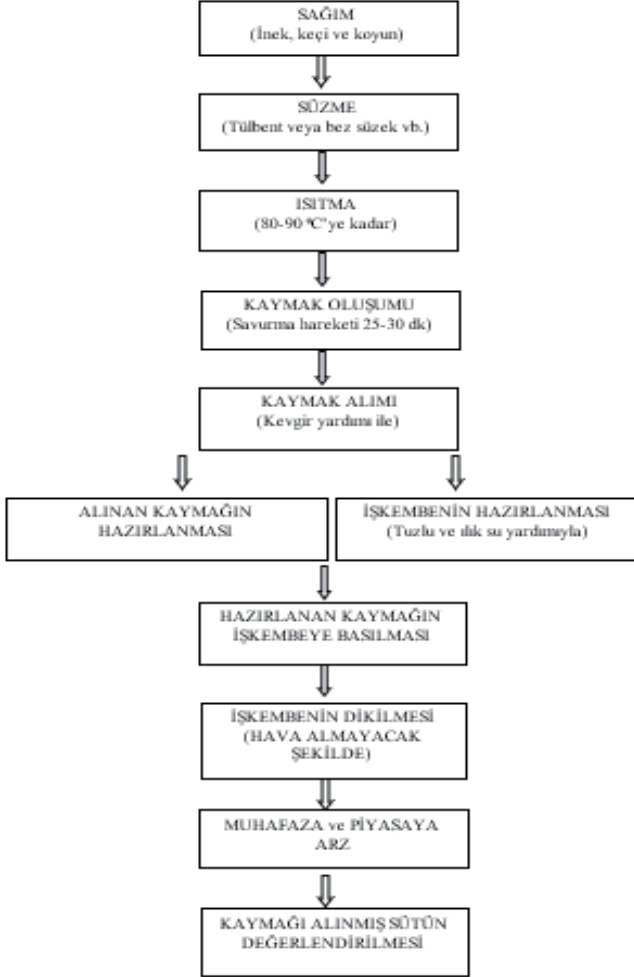 SAĞIM
(İnek, keçi ve koyun)
SÜZME
(Tülbent veya bez süzek vb.)
ISITMA
(80-90 ºC'ye kadar)
KAYMAK OLUŞUMU
(Savurma hareketi 25-30 dk)
KAYMAK ALIMI
(Kevgir yardımı ile)
ALINAN KAYMAĞIN
HAZIRLANMASI
İŞKEMBENİN HAZIRLANMASI
(Tuzlu ve ılık su yardımıyla)
HAZIRLANAN KAYMAĞIN
İŞKEMBEYE BASILMASI
İŞKEMBENİN DİKİLMESİ
(HAVA ALMAYACAK
ŞEKİLDE)
MUHAFAZA ve PİYASAYA
ARZ
KAYMAĞI ALINMIŞ SÜTÜN
DEĞERLENDİRİLMESİ